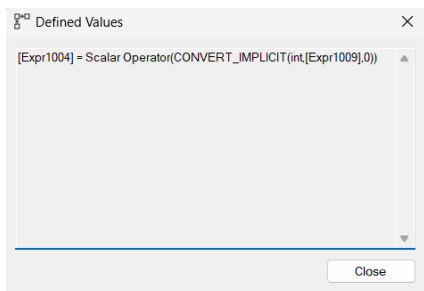 Defined Values
[Expr1004] = Scalar Operator(CONVERT_IMPLICIT(int,[Expr1009],0))
Close